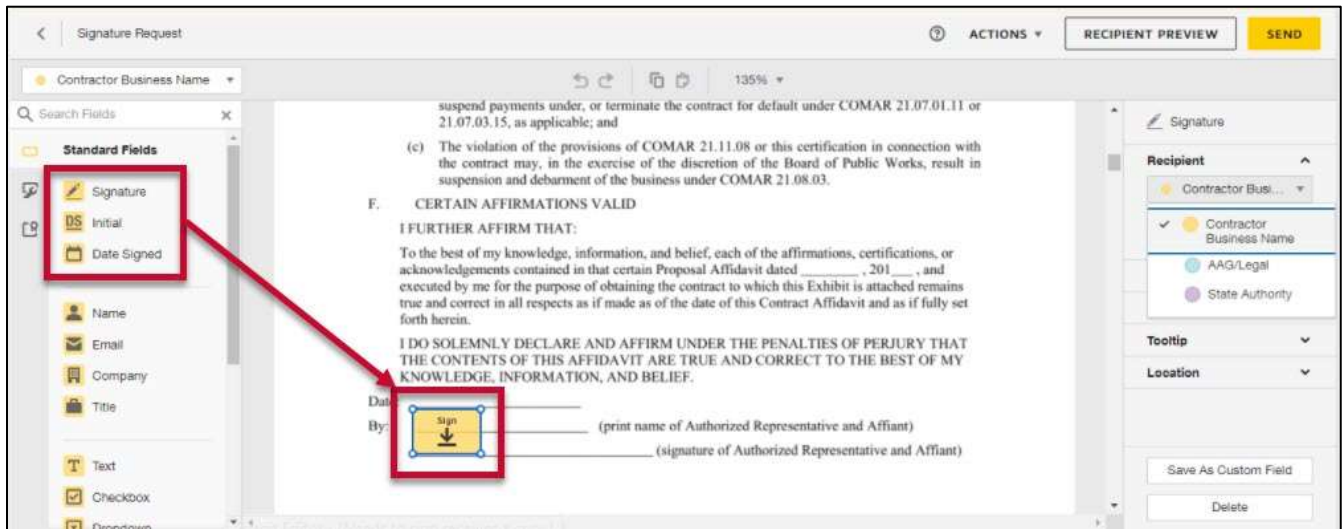 Signature Request
ACTIONS
RECIPIENT PREVIEW
SEND
Contractor Business Name
135%
Search Fields
Standard Fields
Signature
Initial
Date Signed
Name
Email
Company
Title
Text
Checkbox
Dropdown
suspend payments under, or terminate the contract for default under COMAR 21.07.01.11 or
21.07.03.15, as applicable; and
(c) The violation of the provisions of COMAR 21.11.08 or this certification in connection with
the contract may, in the exercise of the discretion of the Board of Public Works, result in
suspension and debarment of the business under COMAR 21.08.03.
F. CERTAIN AFFIRMATIONS VALID
I FURTHER AFFIRM THAT:
To the best of my knowledge, information, and belief, each of the affirmations, certifications, or
acknowledgements contained in that certain Proposal Affidavit dated ________ , 201___ , and
executed by me for the purpose of obtaining the contract to which this Exhibit is attached remains
true and correct in all respects as if made as of the date of this Contract Affidavit and as if fully set
forth herein.
I DO SOLEMNLY DECLARE AND AFFIRM UNDER THE PENALTIES OF PERJURY THAT
THE CONTENTS OF THIS AFFIDAVIT ARE TRUE AND CORRECT TO THE BEST OF MY
KNOWLEDGE, INFORMATION, AND BELIEF.
Date:
Sign
By: (print name of Authorized Representative and Affiant)
(signature of Authorized Representative and Affiant)
Signature
Recipient
Contractor Busi...
Contractor
Business Name
AAG/Legal
State Authority
Tooltip
Location
Save As Custom Field
Delete